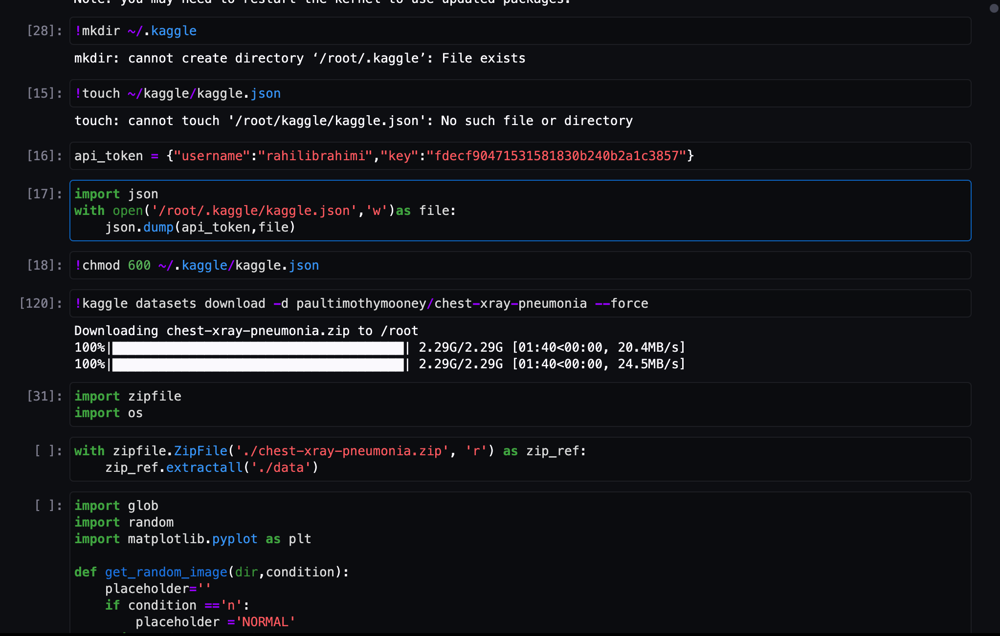 Note: you may need to restart the kernel to use updated packages.
[28]: !mkdir ~/.kaggle
mkdir: cannot create directory ‘/root/.kaggle’: File exists
[15]: !touch ~/kaggle/kaggle.json
touch: cannot touch '/root/kaggle/kaggle.json': No such file or directory
[16]: api_token = {"username":"rahilibrahimi","key":"fdecf90471531581830b240b2a1c3857"}
[17]: import json
with open('/root/.kaggle/kaggle.json','w')as file:
    json.dump(api_token,file)
[18]: !chmod 600 ~/.kaggle/kaggle.json
[120]: !kaggle datasets download -d paultimothymooney/chest-xray-pneumonia --force
Downloading chest-xray-pneumonia.zip to /root
100%|██████████████████████████████████████| 2.29G/2.29G [01:40<00:00, 20.4MB/s]
100%|██████████████████████████████████████| 2.29G/2.29G [01:40<00:00, 24.5MB/s]
[31]: import zipfile
import os
[ ]: with zipfile.ZipFile('./chest-xray-pneumonia.zip', 'r') as zip_ref:
    zip_ref.extractall('./data')
[ ]: import glob
import random
import matplotlib.pyplot as plt
def get_random_image(dir,condition):
    placeholder=''
    if condition =='n':
        placeholder ='NORMAL'